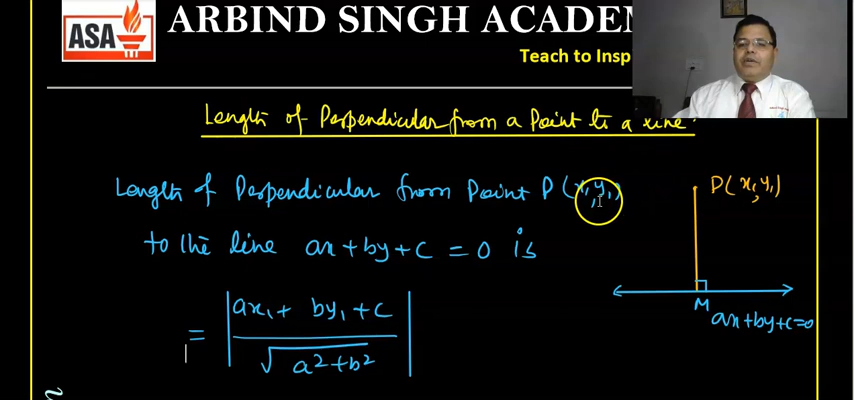 ARBIND SINGH ACADEM
ASA
Teach to Insp
Length of Perpendicular from a Point to a line.
Length of Perpendicular from Point P(x₁, y₁)
to the line ax+by+c = 0 is
= | ax₁ + by₁ + c / √a²+b² |
P(x₁, y₁)
M
ax+by+c=0